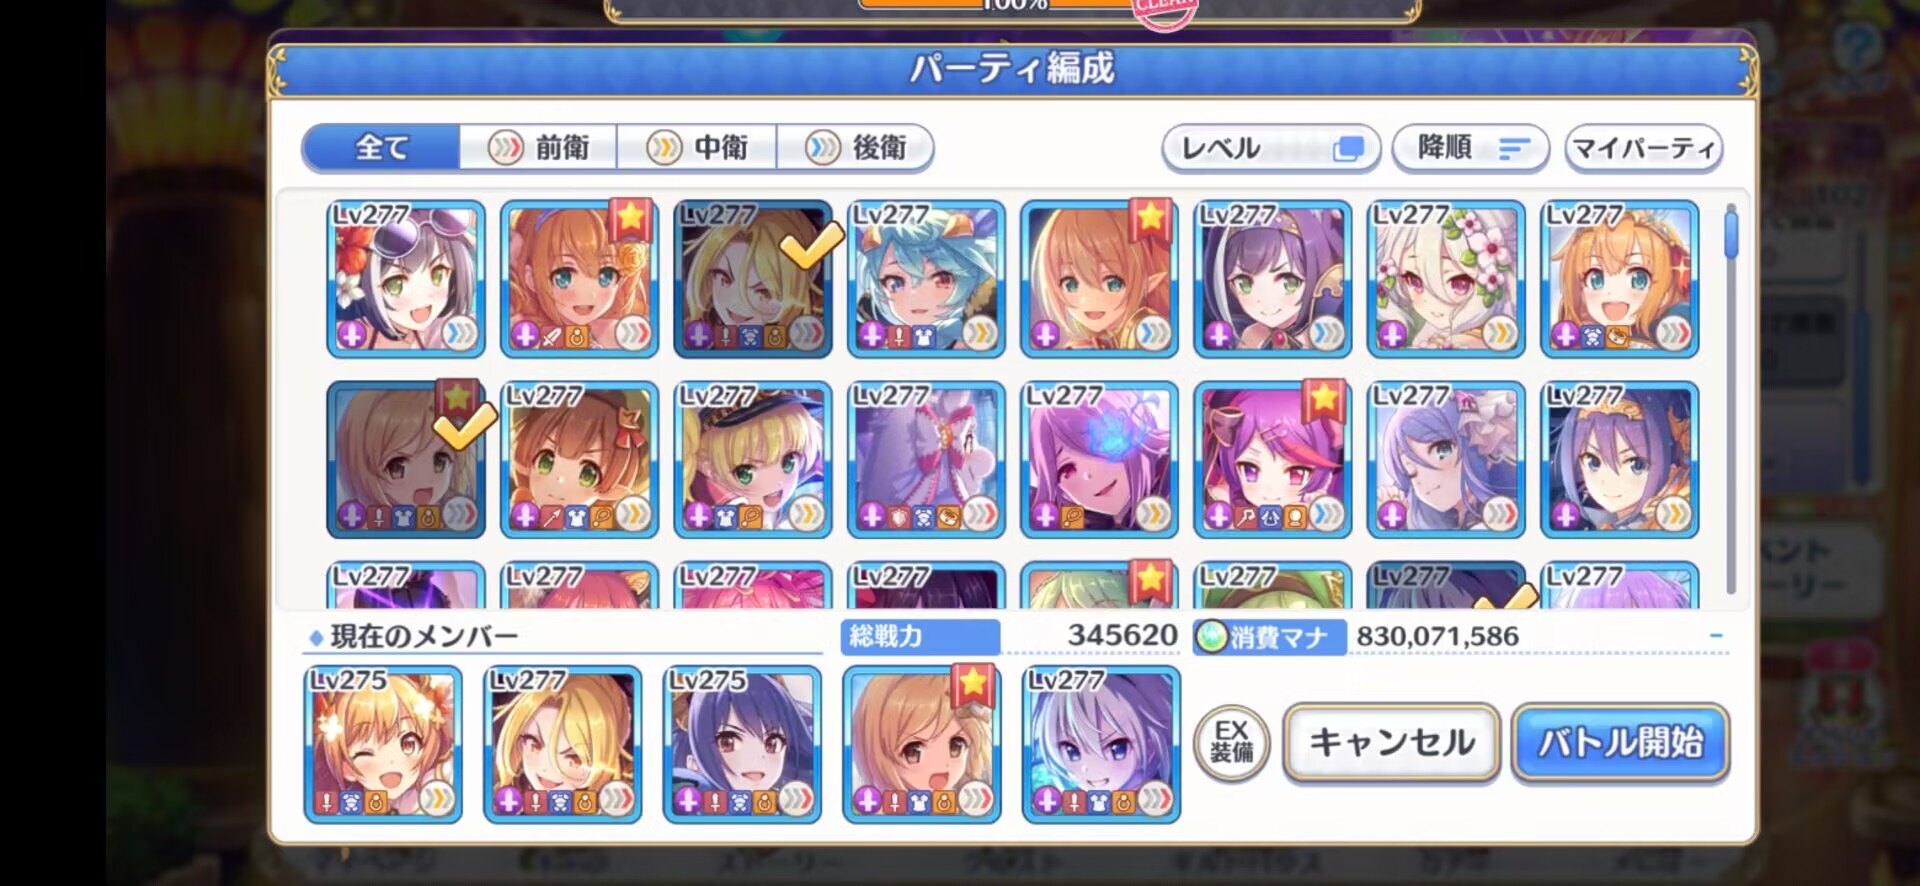 100%
CLEAR
パーティ編成
全て 前衛 中衛 後衛 レベル 降順 マイパーティ
Lv277 Lv277 Lv277 Lv277 Lv277 Lv277 Lv277 Lv277
Lv277 Lv277 Lv277 Lv277 Lv277 Lv277
Lv277 Lv277 Lv277 Lv277 Lv277 Lv277 Lv277
現在のメンバー 総戦力 345620 消費マナ 830,071,586 -
Lv275 Lv277 Lv275 Lv277
EX装備 キャンセル バトル開始